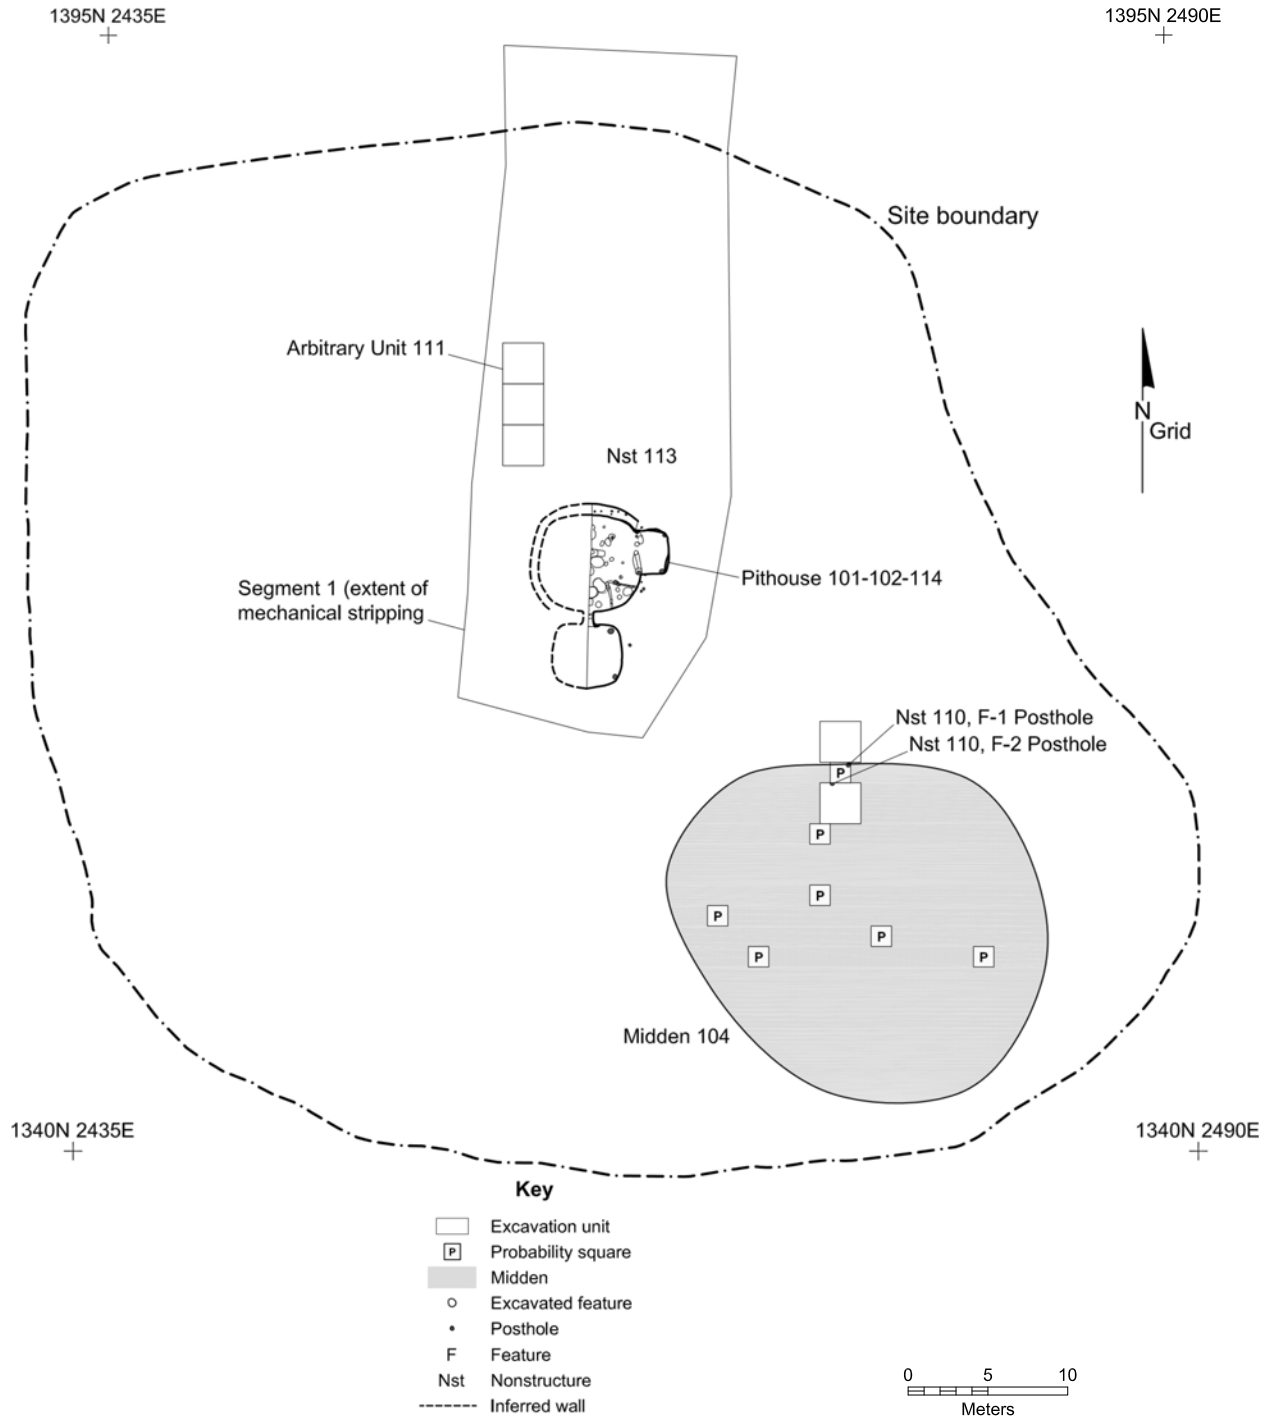 1395N 2435E
1395N 2490E
Site boundary
Arbitrary Unit 111
N
Grid
Nst 113
Pithouse 101-102-114
Segment 1 (extent of
mechanical stripping
Nst 110, F-1 Posthole
Nst 110, F-2 Posthole
P
P
P
P
P
P
P
Midden 104
1340N 2435E
1340N 2490E
Key
Excavation unit
P Probability square
Midden
Excavated feature
Posthole
F Feature
Nst Nonstructure
Inferred wall
0 5 10
Meters